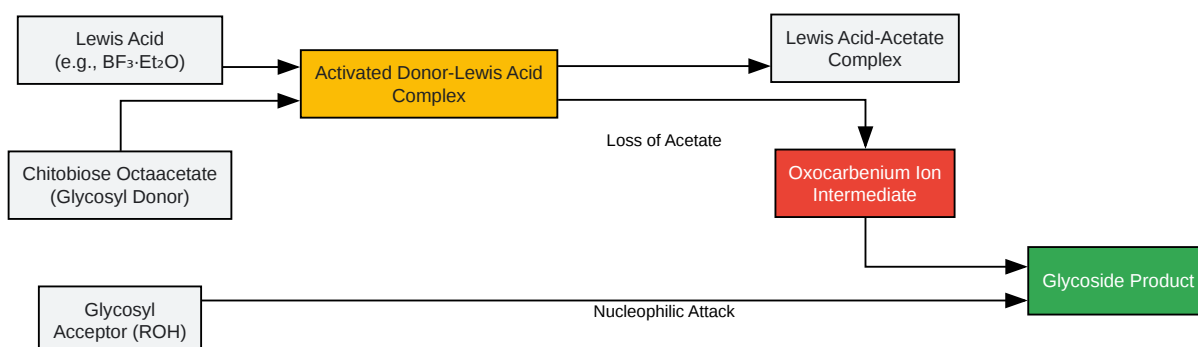 Lewis Acid
(e.g., BF₃·Et₂O)
Activated Donor-Lewis Acid
Complex
Lewis Acid-Acetate
Complex
Loss of Acetate
Chitobiose Octaacetate
(Glycosyl Donor)
Oxocarbenium Ion
Intermediate
Glycoside Product
Glycosyl
Acceptor (ROH)
Nucleophilic Attack